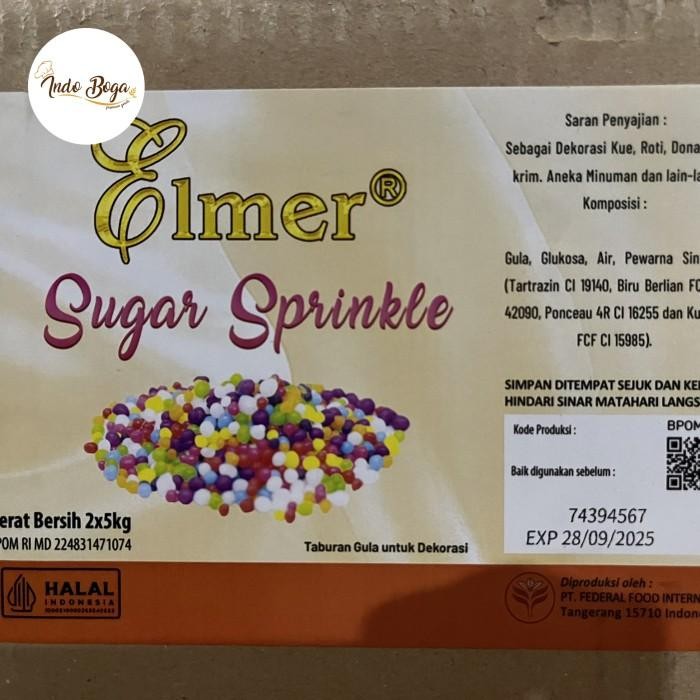 Indo Boga
Elmer®
Sugar Sprinkle
erat Bersih 2x5kg
POM RI MD 224831471074
Taburan Gula untuk Dekorasi
HALAL
INDONESIA
Saran Penyajian :
Sebagai Dekorasi Kue, Roti, Dona
krim. Aneka Minuman dan lain-la
Komposisi :
Gula, Glukosa, Air, Pewarna Sin
(Tartrazin CI 19140, Biru Berlian FC
42090, Ponceau 4R CI 16255 dan Ku
FCF CI 15985).
SIMPAN DITEMPAT SEJUK DAN KE
HINDARI SINAR MATAHARI LANGS
Kode Produksi :
BPOM
Baik digunakan sebelum :
74394567
EXP 28/09/2025
Diproduksi oleh :
PT. FEDERAL FOOD INTERN
Tangerang 15710 Indon